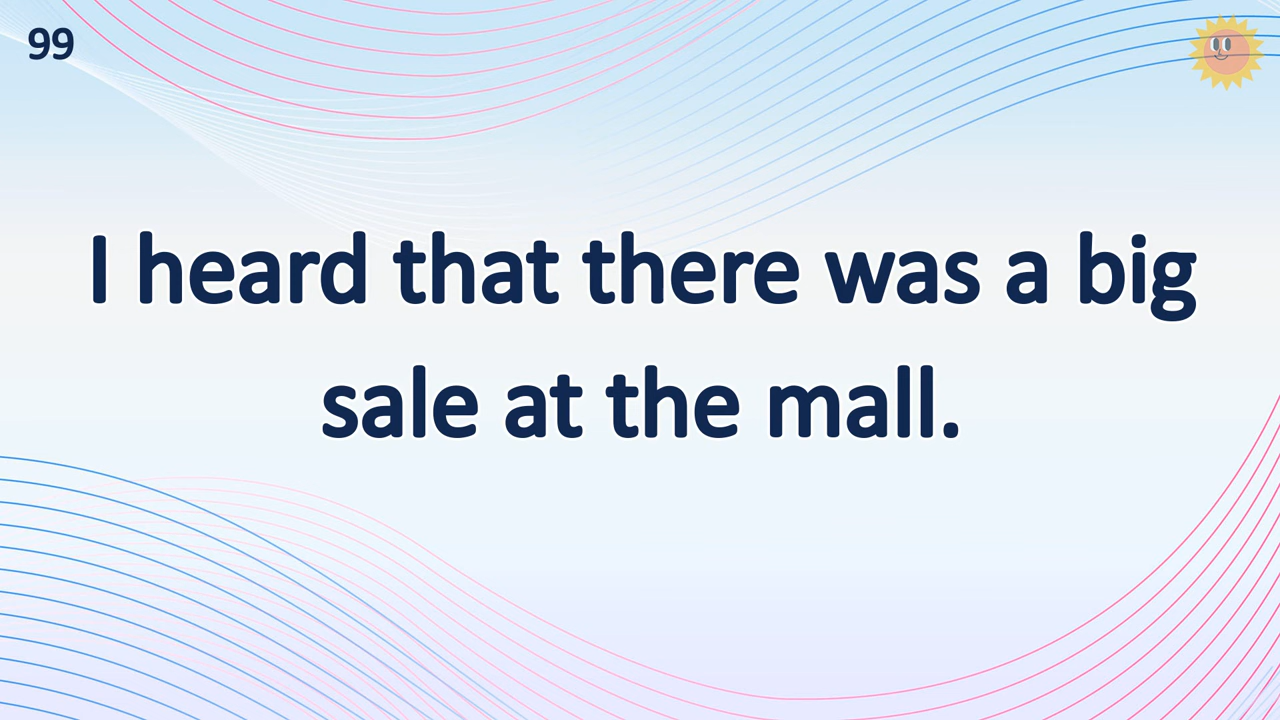 99
I heard that there was a big
sale at the mall.